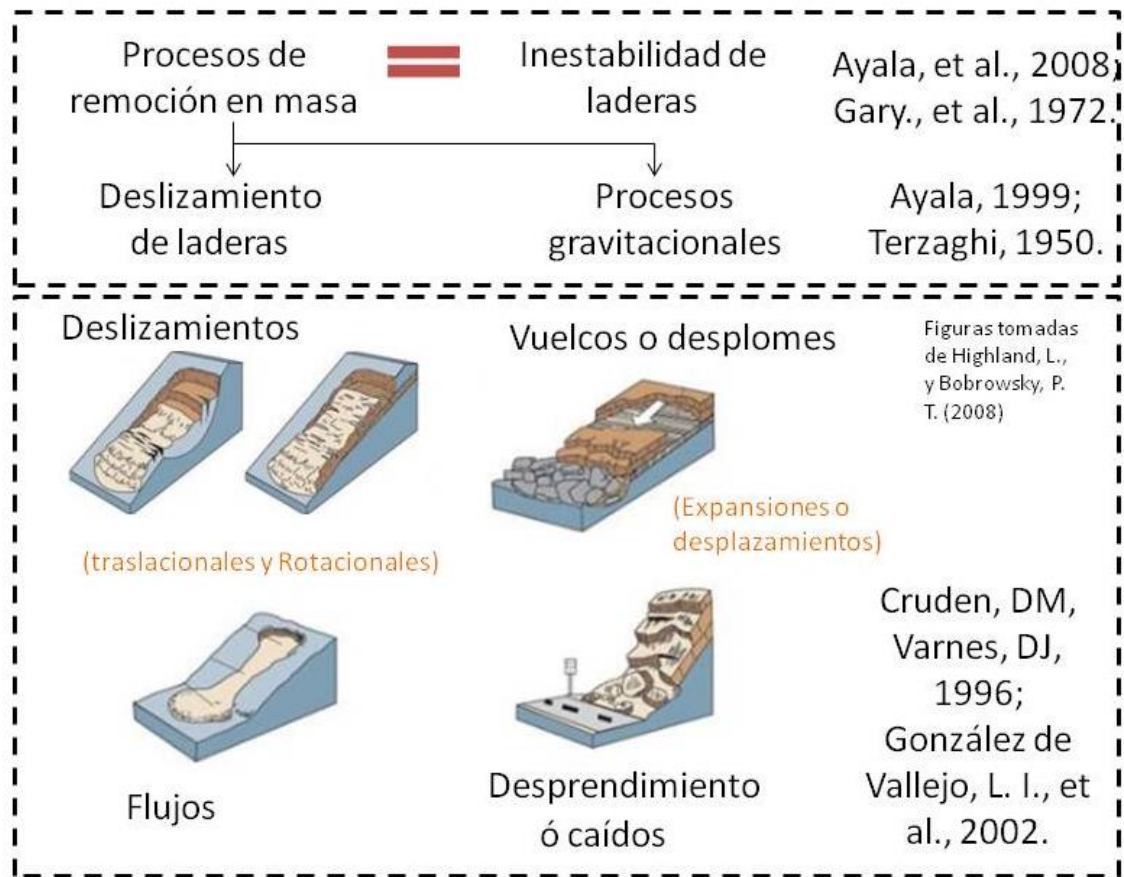 Procesos de
remoción en masa
Inestabilidad de
laderas
Ayala, et al., 2008;
Gary., et al., 1972.
Deslizamiento
de laderas
Procesos
gravitacionales
Ayala, 1999;
Terzaghi, 1950.
Deslizamientos
Vuelcos o desplomes
Figuras tomadas
de Highland, L.,
y Bobrowsky, P.
T. (2008)
(traslacionales y Rotacionales)
(Expansiones o
desplazamientos)
Flujos
Desprendimiento
ó caídos
Cruden, DM,
Varnes, DJ,
1996;
González de
Vallejo, L. I., et
al., 2002.